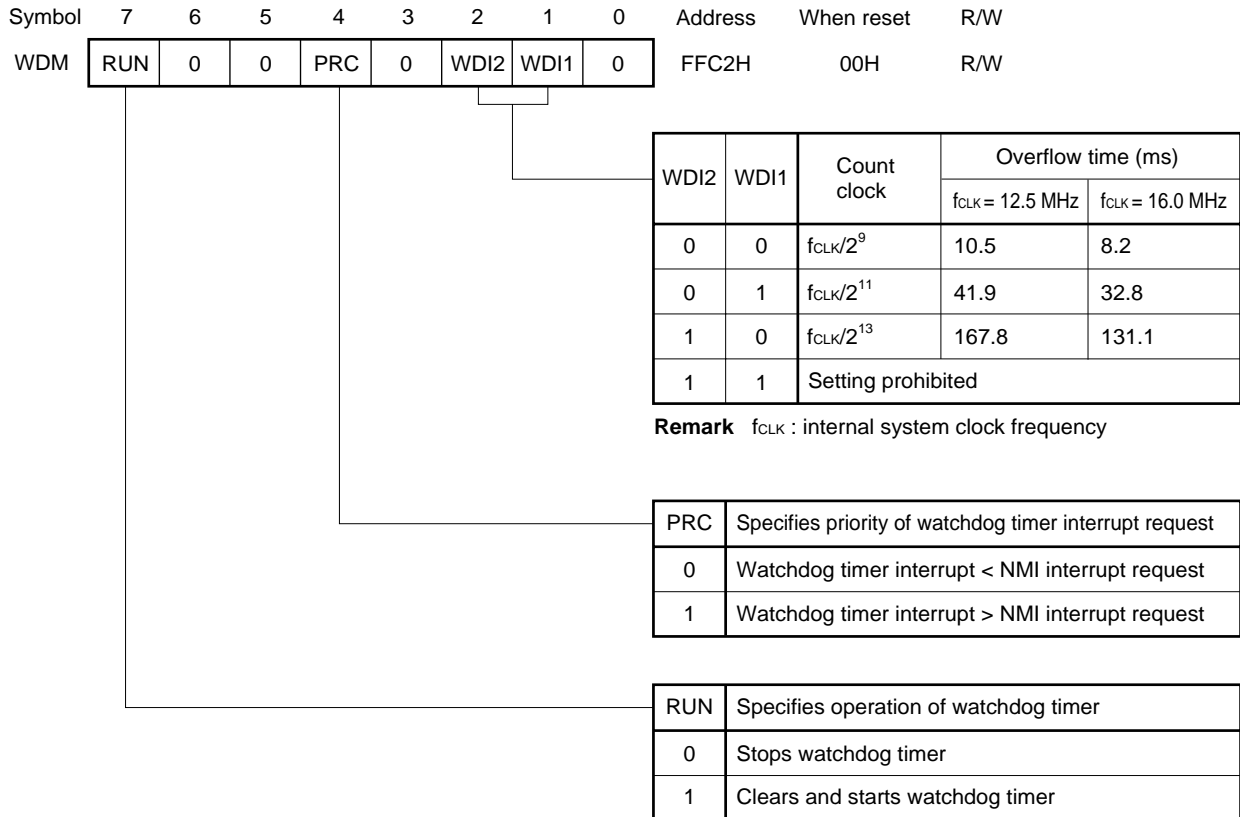 Symbol 7 6 5 4 3 2 1 0 Address When reset R/W
WDM RUN 0 0 PRC 0 WDI2 WDI1 0 FFC2H 00H R/W
WDI2 WDI1 Count clock Overflow time (ms)
fCLK = 12.5 MHz fCLK = 16.0 MHz
0 0 fCLK/2^9 10.5 8.2
0 1 fCLK/2^11 41.9 32.8
1 0 fCLK/2^13 167.8 131.1
1 1 Setting prohibited
Remark fCLK : internal system clock frequency
PRC Specifies priority of watchdog timer interrupt request
0 Watchdog timer interrupt < NMI interrupt request
1 Watchdog timer interrupt > NMI interrupt request
RUN Specifies operation of watchdog timer
0 Stops watchdog timer
1 Clears and starts watchdog timer